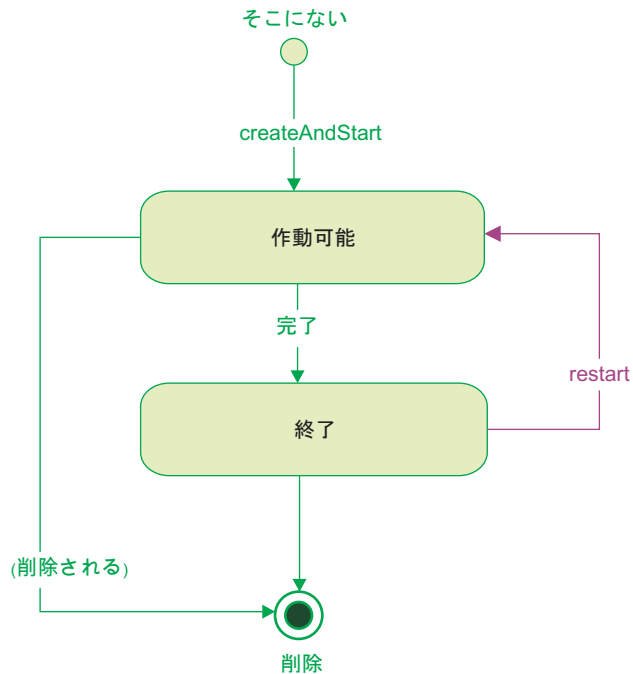 そこにない
createAndStart
作動可能
完了
restart
終了
(削除される)
削除